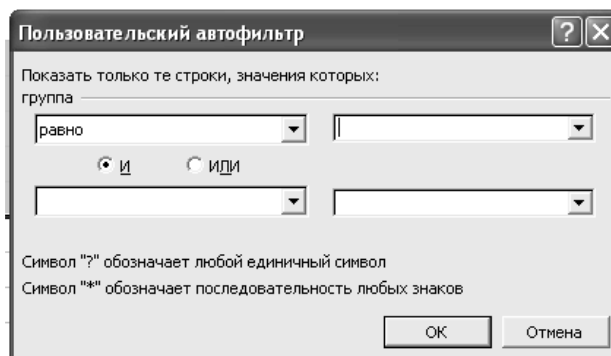 Пользовательский автофильтр
Показать только те строки, значения которых:
группа
равно
И ИЛИ
Символ "?" обозначает любой единичный символ
Символ "*" обозначает последовательность любых знаков
ОК Отмена